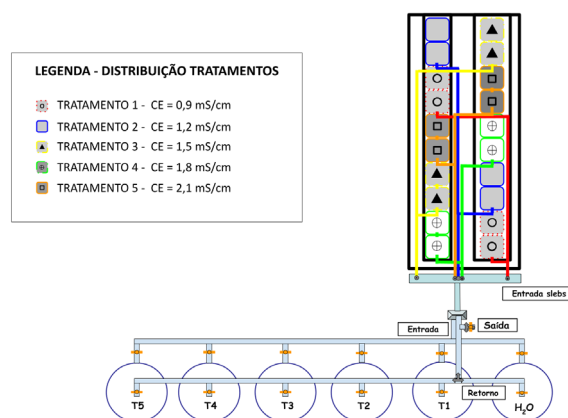 LEGENDA - DISTRIBUIÇÃO TRATAMENTOS
TRATAMENTO 1 - CE = 0,9 mS/cm
TRATAMENTO 2 - CE = 1,2 mS/cm
TRATAMENTO 3 - CE = 1,5 mS/cm
TRATAMENTO 4 - CE = 1,8 mS/cm
TRATAMENTO 5 - CE = 2,1 mS/cm
Entrada slebs
Entrada
Saída
Retorno
T5
T4
T3
T2
T1
H₂O